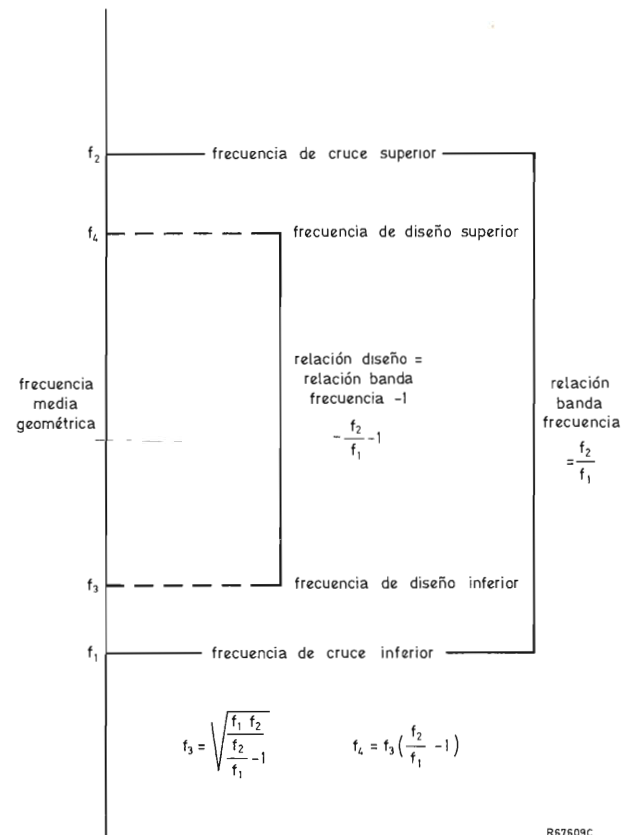 f₂ frecuencia de cruce superior
f₄ frecuencia de diseño superior
relación diseño =
relación banda
frecuencia -1
-f₂/f₁-1
frecuencia
media
geométrica
relación
banda
frecuencia
=f₂/f₁
f₃ frecuencia de diseño inferior
f₁ frecuencia de cruce inferior
f₃ = √(f₁ f₂/(f₂/f₁-1))
f₄ = f₃(f₂/f₁ -1)
R67609C